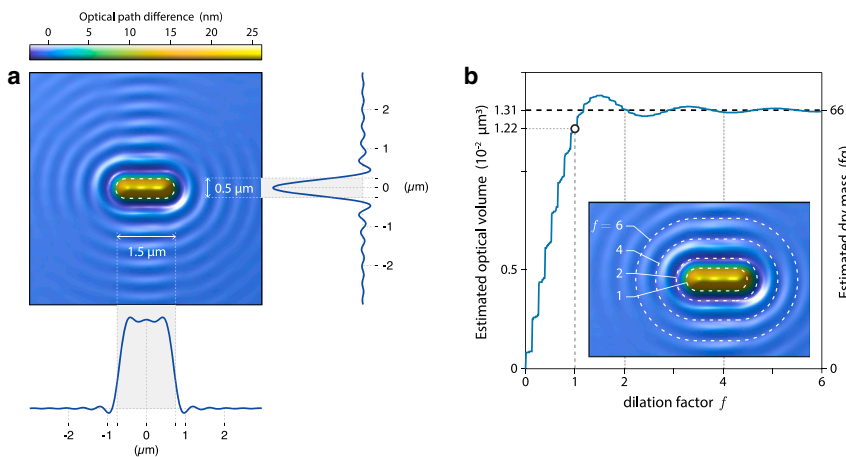 Optical path difference (nm)
0 5 10 15 20 25
a
2
1
0
-1
-2
(µm)
0.5 µm
1.5 µm
-2 -1 0 1 2
(µm)
b
Estimated optical volume (10⁻² µm³)
1.31
1.22
0.5
0
66
0
Estimated dry mass (fg)
f = 6
4
2
1
0 1 2 3 4 5 6
dilation factor f